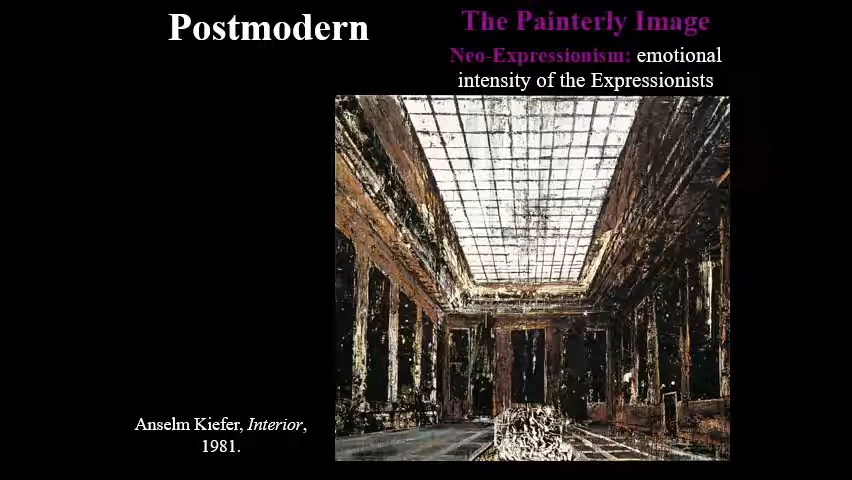 Postmodern
The Painterly Image
Neo-Expressionism: emotional
intensity of the Expressionists
Anselm Kiefer, Interior,
1981.